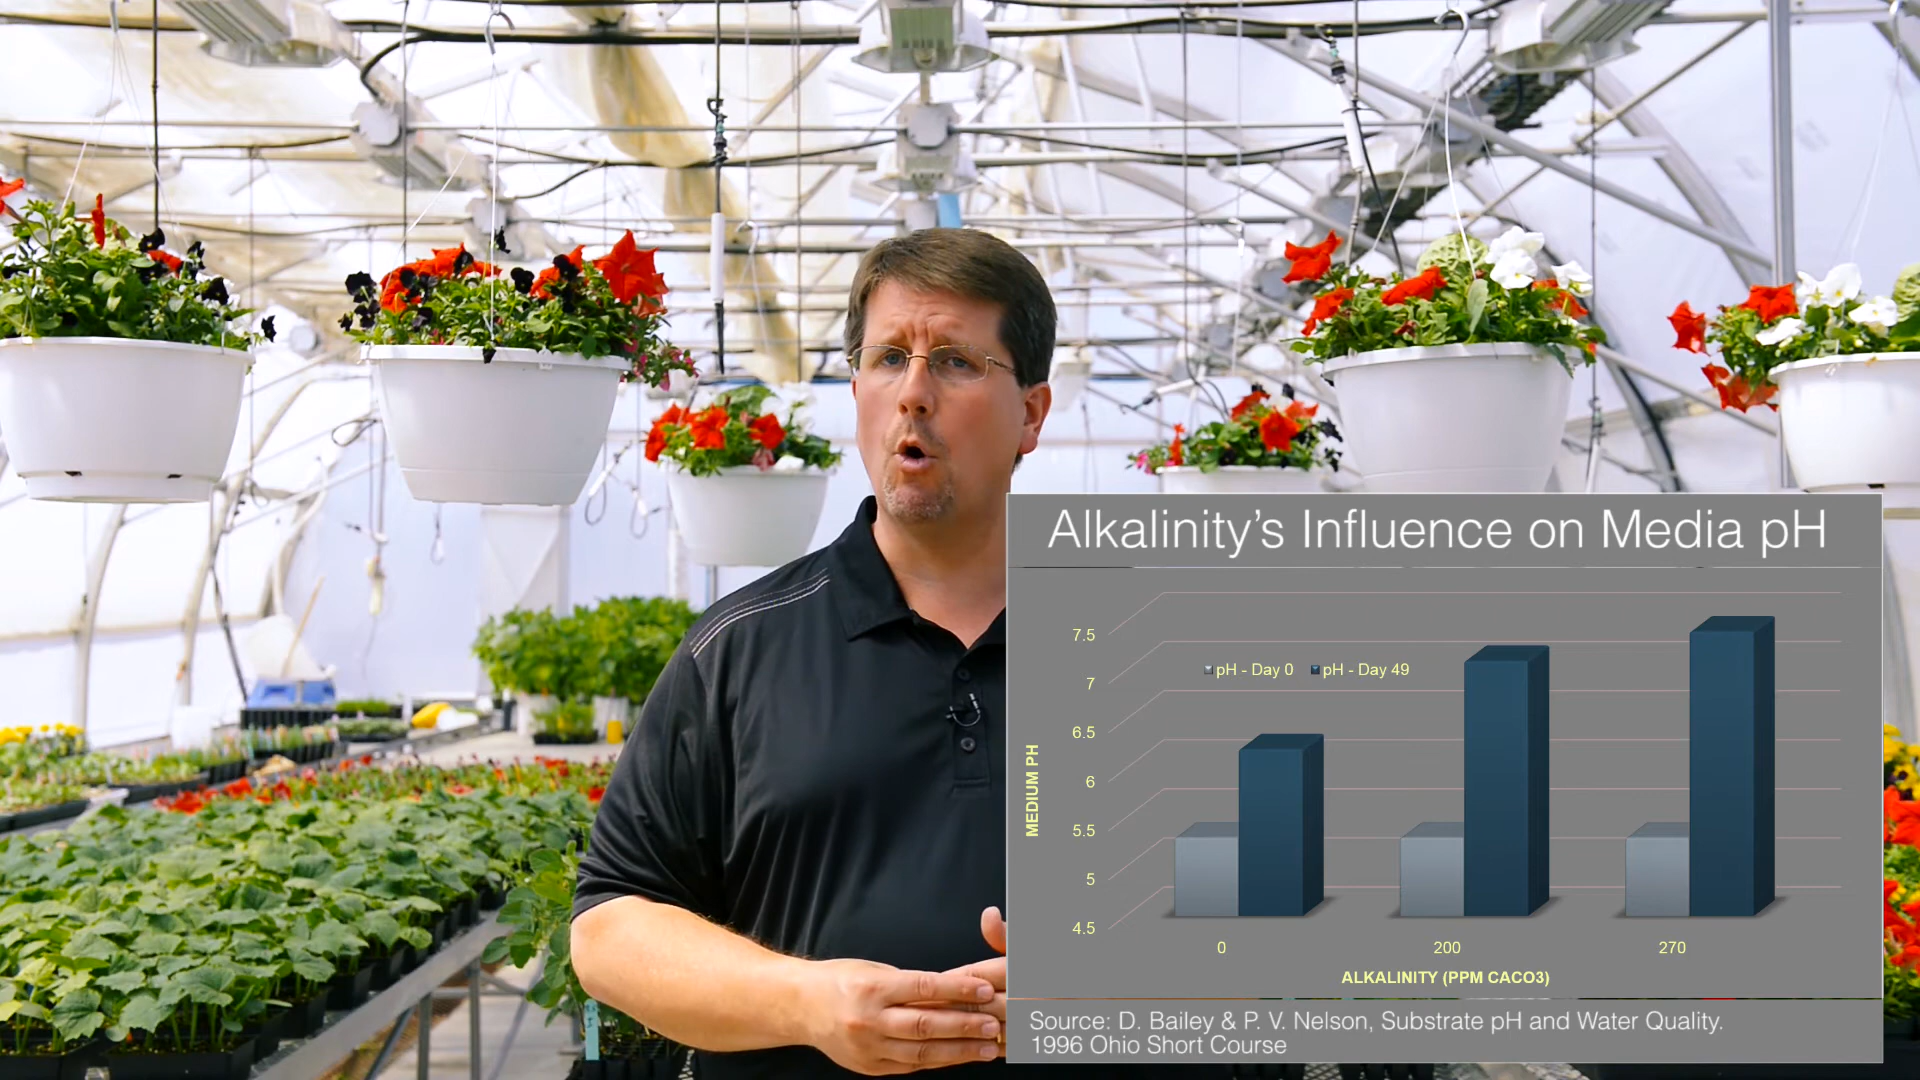 Alkalinity’s Influence on Media pH
7.5
7
6.5
6
5.5
5
4.5
pH - Day 0 pH - Day 49
MEDIUM PH
0 200 270
ALKALINITY (PPM CACO3)
Source: D. Bailey & P. V. Nelson, Substrate pH and Water Quality.
1996 Ohio Short Course